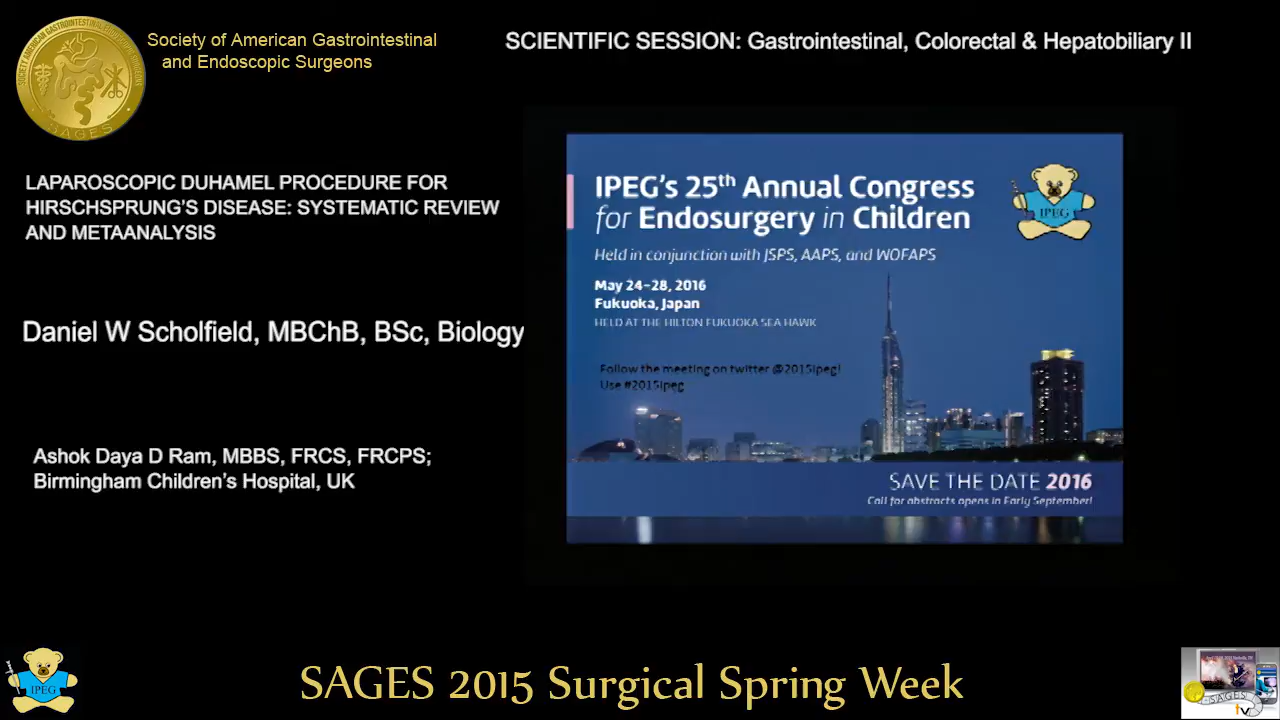 Society of American Gastrointestinal
and Endoscopic Surgeons
SCIENTIFIC SESSION: Gastrointestinal, Colorectal & Hepatobiliary II
SAGES
LAPAROSCOPIC DUHAMEL PROCEDURE FOR
HIRSCHSPRUNG'S DISEASE: SYSTEMATIC REVIEW
AND METAANALYSIS
Daniel W Scholfield, MBChB, BSc, Biology
Ashok Daya D Ram, MBBS, FRCS, FRCPS;
Birmingham Children's Hospital, UK
IPEG's 25th Annual Congress
for Endosurgery in Children
IPEG
Held in conjunction with JSPS, AAPS, and WOFAPS
May 24-28, 2016
Fukuoka, Japan
HELD AT THE HILTON FUKUOKA SEA HAWK
Follow the meeting on twitter @2015ipeg!
Use #2015ipeg
SAVE THE DATE 2016
Call for abstracts opens in Early September!
IPEG
SAGES 2015 Surgical Spring Week
SAGES
tv